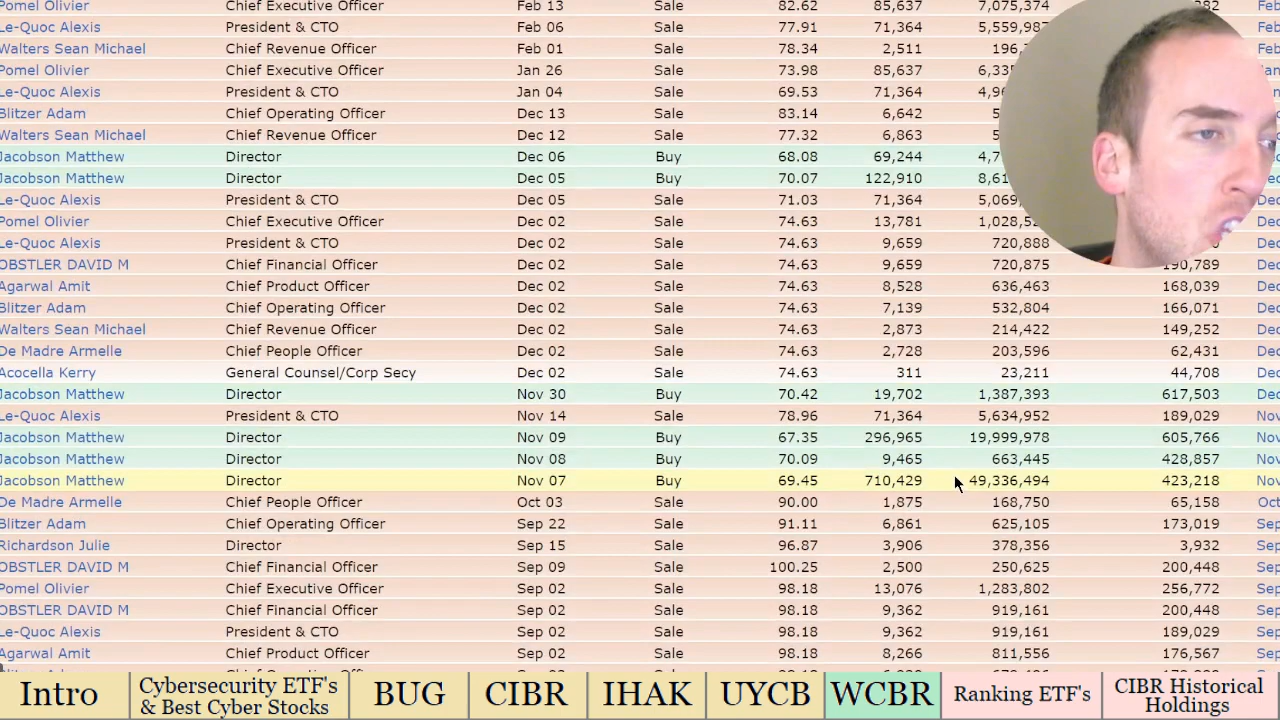 Pomel Olivier Chief Executive Officer Feb 13 Sale 82.62 85,637 7,075,374
Le-Quoc Alexis President & CTO Feb 06 Sale 77.91 71,364
Walters Sean Michael Chief Revenue Officer Feb 01 Sale 78.34 2,511
Pomel Olivier Chief Executive Officer Jan 26 Sale 73.98 85,637
Le-Quoc Alexis President & CTO Jan 04 Sale 69.53 71,364
Blitzer Adam Chief Operating Officer Dec 13 Sale 83.14 6,642
Walters Sean Michael Chief Revenue Officer Dec 12 Sale 77.32 6,863
Jacobson Matthew Director Dec 06 Buy 68.08 69,244
Jacobson Matthew Director Dec 05 Buy 70.07 122,910
Le-Quoc Alexis President & CTO Dec 05 Sale 71.03 71,364
Pomel Olivier Chief Executive Officer Dec 02 Sale 74.63 13,781
Le-Quoc Alexis President & CTO Dec 02 Sale 74.63 9,659 720,888
OBSTLER DAVID M Chief Financial Officer Dec 02 Sale 74.63 9,659 720,875 190,789 Dec
Agarwal Amit Chief Product Officer Dec 02 Sale 74.63 8,528 636,463 168,039 Dec
Blitzer Adam Chief Operating Officer Dec 02 Sale 74.63 7,139 532,804 166,071 Dec
Walters Sean Michael Chief Revenue Officer Dec 02 Sale 74.63 2,873 214,422 149,252 Dec
De Madre Armelle Chief People Officer Dec 02 Sale 74.63 2,728 203,596 62,431 Dec
Acocella Kerry General Counsel/Corp Secy Dec 02 Sale 74.63 311 23,211 44,708 Dec
Jacobson Matthew Director Nov 30 Buy 70.42 19,702 1,387,393 617,503 Dec
Le-Quoc Alexis President & CTO Nov 14 Sale 78.96 71,364 5,634,952 189,029 Nov
Jacobson Matthew Director Nov 09 Buy 67.35 296,965 19,999,978 605,766 Nov
Jacobson Matthew Director Nov 08 Buy 70.09 9,465 663,445 428,857 Nov
Jacobson Matthew Director Nov 07 Buy 69.45 710,429 49,336,494 423,218 Nov
De Madre Armelle Chief People Officer Oct 03 Sale 90.00 1,875 168,750 65,158 Oct
Blitzer Adam Chief Operating Officer Sep 22 Sale 91.11 6,861 625,105 173,019 Sep
Richardson Julie Director Sep 15 Sale 96.87 3,906 378,356 3,932 Sep
OBSTLER DAVID M Chief Financial Officer Sep 09 Sale 100.25 2,500 250,625 200,448 Sep
Pomel Olivier Chief Executive Officer Sep 02 Sale 98.18 13,076 1,283,802 256,772 Sep
OBSTLER DAVID M Chief Financial Officer Sep 02 Sale 98.18 9,362 919,161 200,448 Sep
Le-Quoc Alexis President & CTO Sep 02 Sale 98.18 9,362 919,161 189,029 Sep
Agarwal Amit Chief Product Officer Sep 02 Sale 98.18 8,266 811,556 176,567 Sep
Intro
Cybersecurity ETF's
& Best Cyber Stocks
BUG
CIBR
IHAK
UYCB
WCBR
Ranking ETF's
CIBR Historical
Holdings